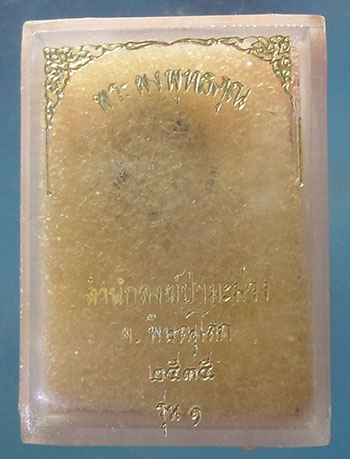 พระผงพุทธคุณ
สำนักสงฆ์ป่ามะม่วง
จ. พิษณุโลก
๒๕๓๕
รุ่น ๑